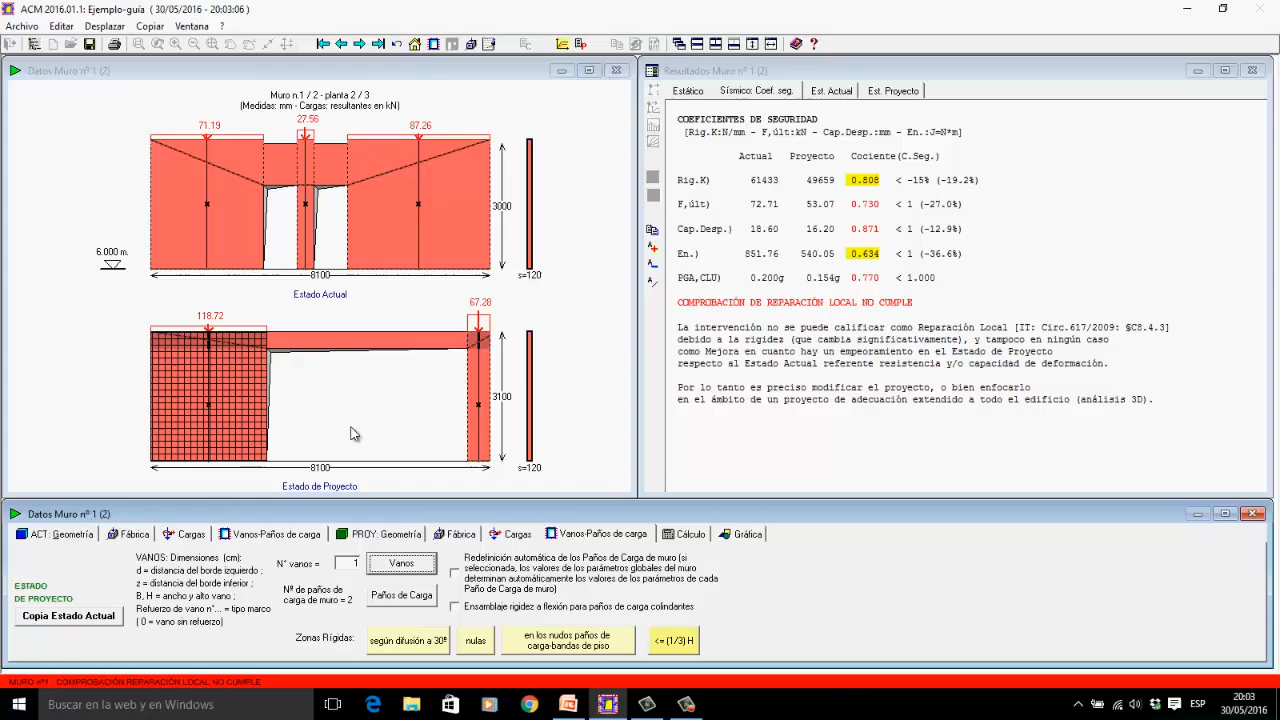 ACM 2016.01.1: Ejemplo-guía ( 30/05/2016 - 20:03:06 )
Archivo Editar Desplazar Copiar Ventana ?
Datos Muro nº 1 (2)
Muro n.1 / 2 - planta 2 / 3
(Medidas: mm - Cargas: resultantes en kN)
71.19 27.56 87.26
3000
6.000 m.
8100
s=120
Estado Actual
118.72 67.28
3100
8100
s=120
Estado de Proyecto
Resultados Muro nº 1 (2)
Estático Sísmico: Coef. seg. Est. Actual Est. Proyecto
COEFICIENTES DE SEGURIDAD
[Rig.K:N/mm - F,últ:kN - Cap.Desp.:mm - En.:J=N*m]
Actual Proyecto Cociente(C.Seg.)
Rig.K) 61433 49659 0.808 < -15% (-19.2%)
F,últ) 72.71 53.07 0.730 < 1 (-27.0%)
Cap.Desp.) 18.60 16.20 0.871 < 1 (-12.9%)
En.) 851.76 540.05 0.634 < 1 (-36.6%)
PGA,CLU) 0.200g 0.154g 0.770 < 1.000
COMPROBACIÓN DE REPARACIÓN LOCAL NO CUMPLE
La intervención no se puede calificar como Reparación Local [IT: Circ.617/2009: §C8.4.3]
debido a la rigidez (que cambia significativamente), y tampoco en ningún caso
como Mejora en cuanto hay un empeoramiento en el Estado de Proyecto
respecto al Estado Actual referente resistencia y/o capacidad de deformación.
Por lo tanto es preciso modificar el proyecto, o bien enfocarlo
en el ámbito de un proyecto de adecuación extendido a todo el edificio (análisis 3D).
Datos Muro nº 1 (2)
ACT: Geometría Fábrica Cargas Vanos-Paños de carga PROY: Geometría Fábrica Cargas Vanos-Paños de carga Cálculo Gráfica
ESTADO
DE PROYECTO
Copia Estado Actual
VANOS: Dimensiones (cm):
d = distancia del borde izquierdo ;
z = distancia del borde inferior ;
B, H = ancho y alto vano ;
Refuerzo de vano n°... = tipo marco
( 0 = vano sin refuerzo)
N° vanos = 1 Vanos
Nº de paños de
carga de muro = 2
Paños de Carga
Redefinición automática de los Paños de Carga de muro (si
seleccionada, los valores de los parámetros globales del muro
determinan automáticamente los valores de los parámetros de cada
Paño de Carga de muro)
Ensamblaje rigidez a flexión para paños de carga colindantes
Zonas Rígidas: según difusión a 30º nulas en los nudos paños de
carga-bandas de piso
<= (1/3) H
MURO nº1 : COMPROBACIÓN REPARACIÓN LOCAL NO CUMPLE
Buscar en la web y en Windows
ESP
20:03
30/05/2016